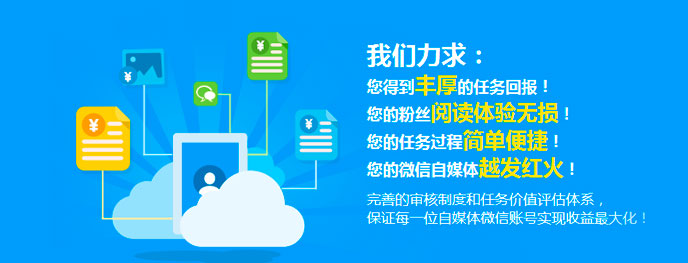 我们力求：
您得到丰厚的任务回报！
您的粉丝阅读体验无损！
您的任务过程简单便捷！
您的微信自媒体越发红火！
完善的审核制度和任务价值评估体系，
保证每一位自媒体微信账号实现收益最大化！
¥
¥
¥
¥